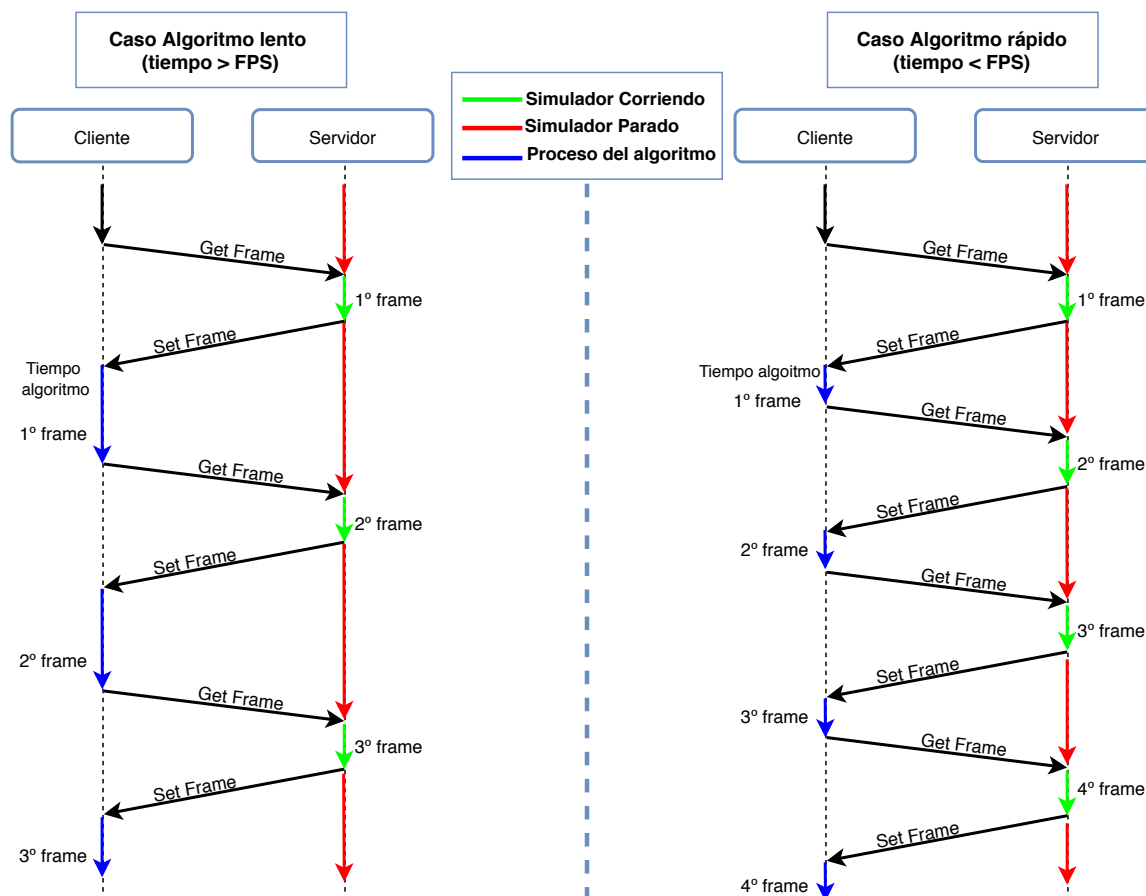 Caso Algoritmo lento
(tiempo > FPS)
Cliente
Servidor
Get Frame
1º frame
Set Frame
Tiempo
algoritmo
1º frame
Get Frame
2º frame
Set Frame
2º frame
Get Frame
3º frame
Set Frame
3º frame
Simulador Corriendo
Simulador Parado
Proceso del algoritmo
Caso Algoritmo rápido
(tiempo < FPS)
Cliente
Servidor
Get Frame
1º frame
Set Frame
Tiempo algoitmo
1º frame
Get Frame
2º frame
Set Frame
2º frame
Get Frame
3º frame
Set Frame
3º frame
Get Frame
4º frame
Set Frame
4º frame